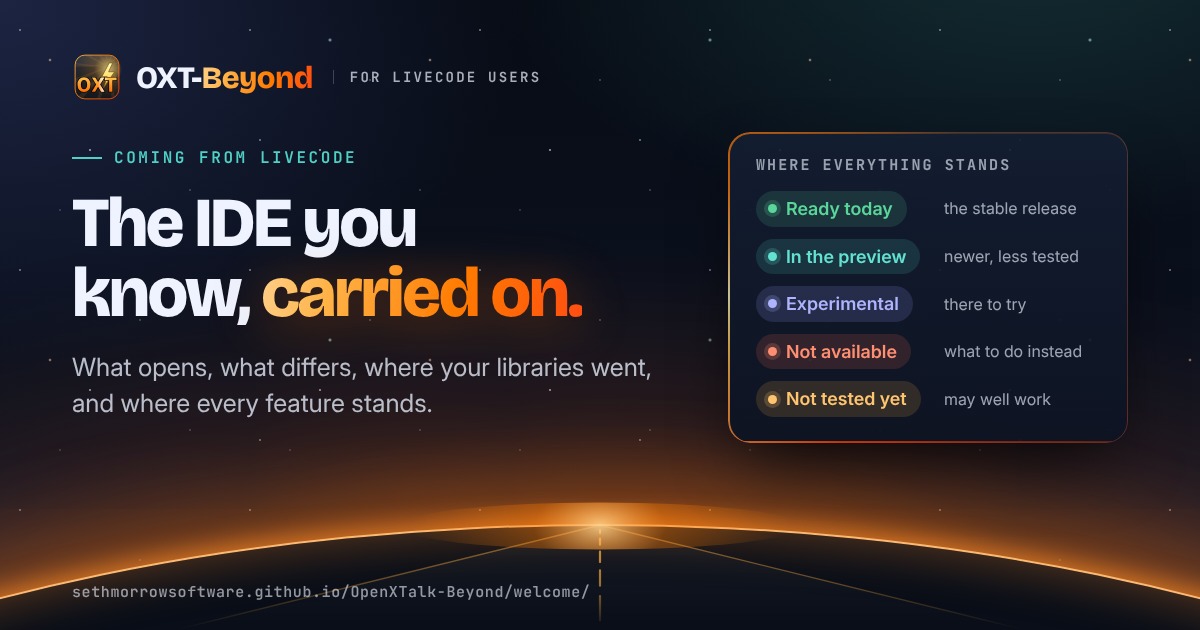 OXT
OXT-Beyond
FOR LIVECODE USERS
COMING FROM LIVECODE
The IDE you
know, carried on.
What opens, what differs, where your libraries went,
and where every feature stands.
WHERE EVERYTHING STANDS
Ready today the stable release
In the preview newer, less tested
Experimental there to try
Not available what to do instead
Not tested yet may well work
sethmorrowsoftware.github.io/OpenXTalk-Beyond/welcome/